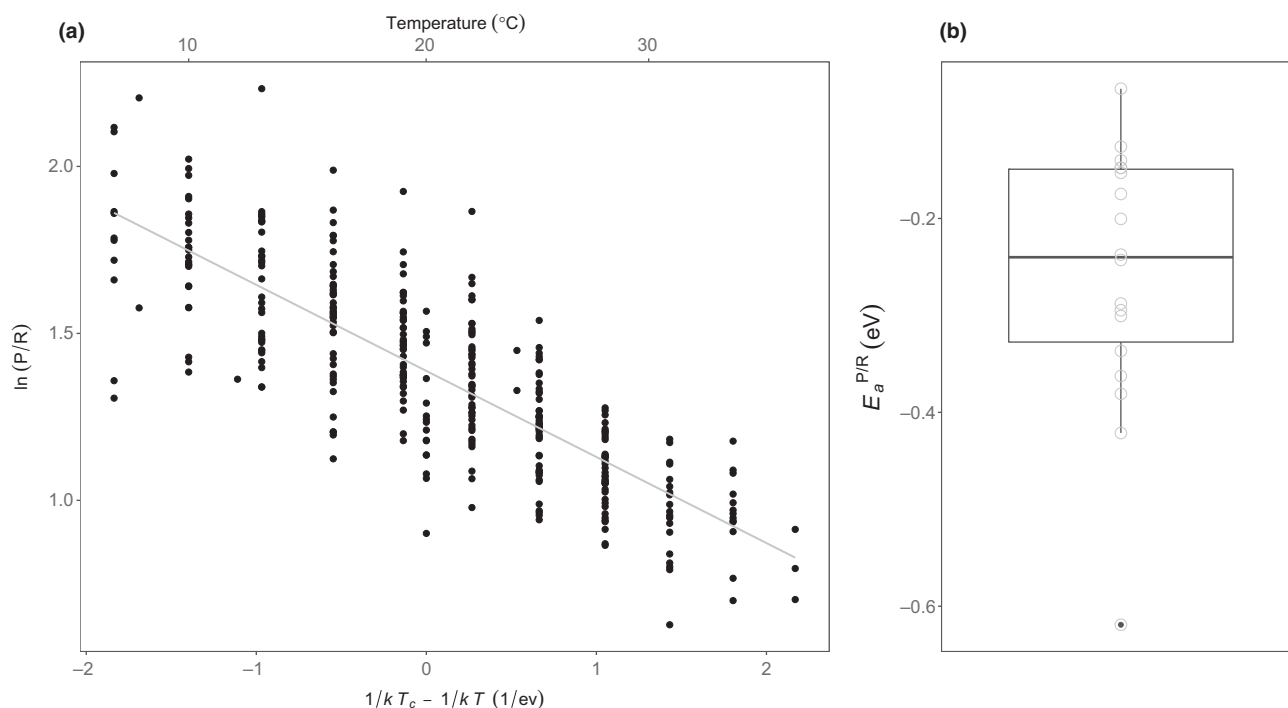 (a)
Temperature (°C)
10 20 30
ln (P/R)
2.0
1.5
1.0
−2 −1 0 1 2
1/k T_c − 1/k T (1/ev)
(b)
E_a^P/R (eV)
−0.2
−0.4
−0.6